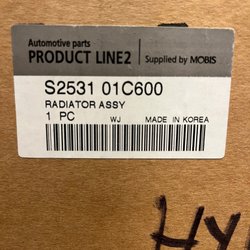 Automotive parts
PRODUCT LINE2
Supplied by MOBIS
S2531 01C600
RADIATOR ASSY
1 PC WJ MADE IN KOREA
HY